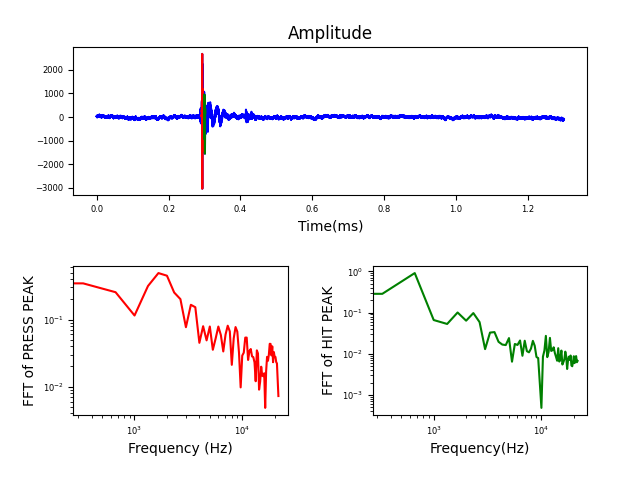 Amplitude
2000
1000
0
−1000
−2000
−3000
0.0 0.2 0.4 0.6 0.8 1.0 1.2
Time(ms)
FFT of PRESS PEAK
10⁻¹
10⁻²
10³ 10⁴
Frequency (Hz)
FFT of HIT PEAK
10⁰
10⁻¹
10⁻²
10⁻³
10³ 10⁴
Frequency(Hz)